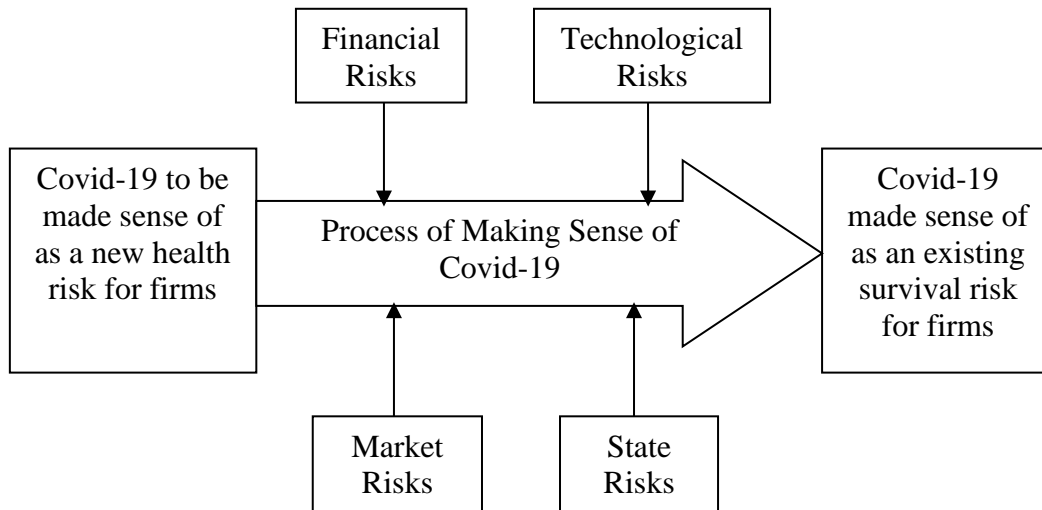 Financial
Risks
Technological
Risks
Covid-19 to be
made sense of
as a new health
risk for firms
Process of Making Sense of
Covid-19
Covid-19
made sense of
as an existing
survival risk
for firms
Market
Risks
State
Risks